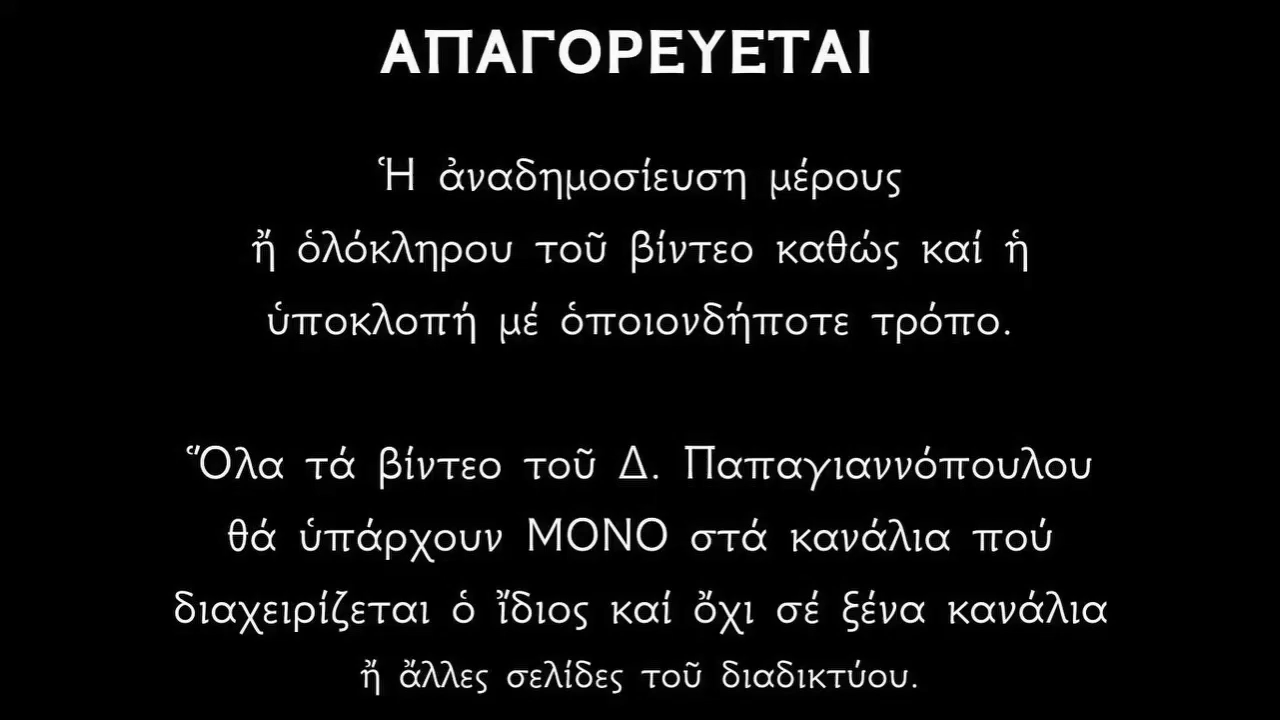 ΑΠΑΓΟΡΕΥΕΤΑΙ
Ἡ ἀναδημοσίευση μέρους
ἤ ὁλόκληρου τοῦ βίντεο καθώς καί ἡ
ὑποκλοπή μέ ὁποιονδήποτε τρόπο.
Ὅλα τά βίντεο τοῦ Δ. Παπαγιαννόπουλου
θά ὑπάρχουν ΜΟΝΟ στά κανάλια πού
διαχειρίζεται ὁ ἴδιος καί ὄχι σέ ξένα κανάλια
ἤ ἄλλες σελίδες τοῦ διαδικτύου.